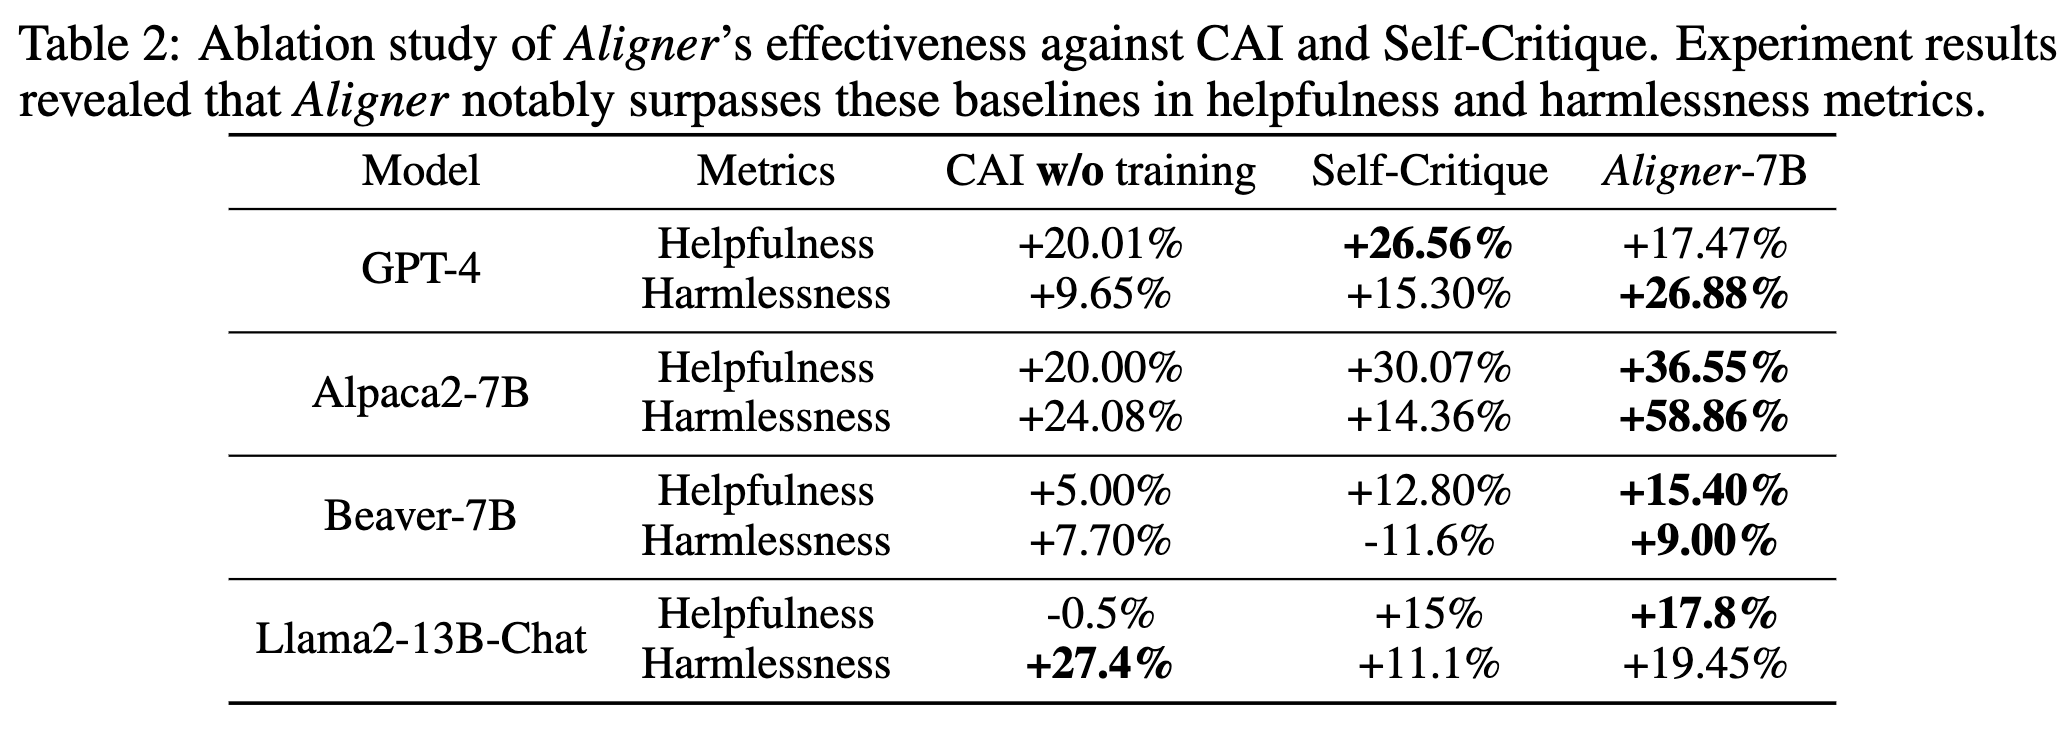 Table 2: Ablation study of Aligner's effectiveness against CAI and Self-Critique. Experiment results
revealed that Aligner notably surpasses these baselines in helpfulness and harmlessness metrics.
Model Metrics CAI w/o training Self-Critique Aligner-7B
GPT-4
Helpfulness +20.01% +26.56% +17.47%
Harmlessness +9.65% +15.30% +26.88%
Alpaca2-7B
Helpfulness +20.00% +30.07% +36.55%
Harmlessness +24.08% +14.36% +58.86%
Beaver-7B
Helpfulness +5.00% +12.80% +15.40%
Harmlessness +7.70% -11.6% +9.00%
Llama2-13B-Chat
Helpfulness -0.5% +15% +17.8%
Harmlessness +27.4% +11.1% +19.45%